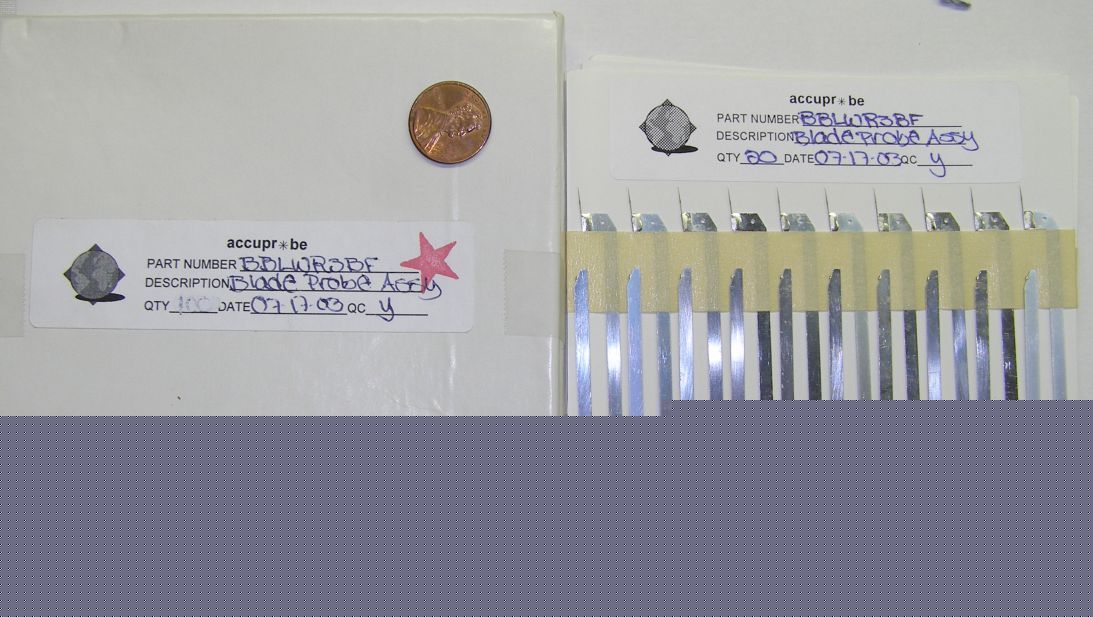 accupr*be
PART NUMBER BBLWR3BF
DESCRIPTION Blade Probe Assy
QTY 100 DATE 07-17-03 QC y
accupr*be
PART NUMBER BBLWR3BF
DESCRIPTION Blade Probe Assy
QTY 20 DATE 07-17-03 QC y